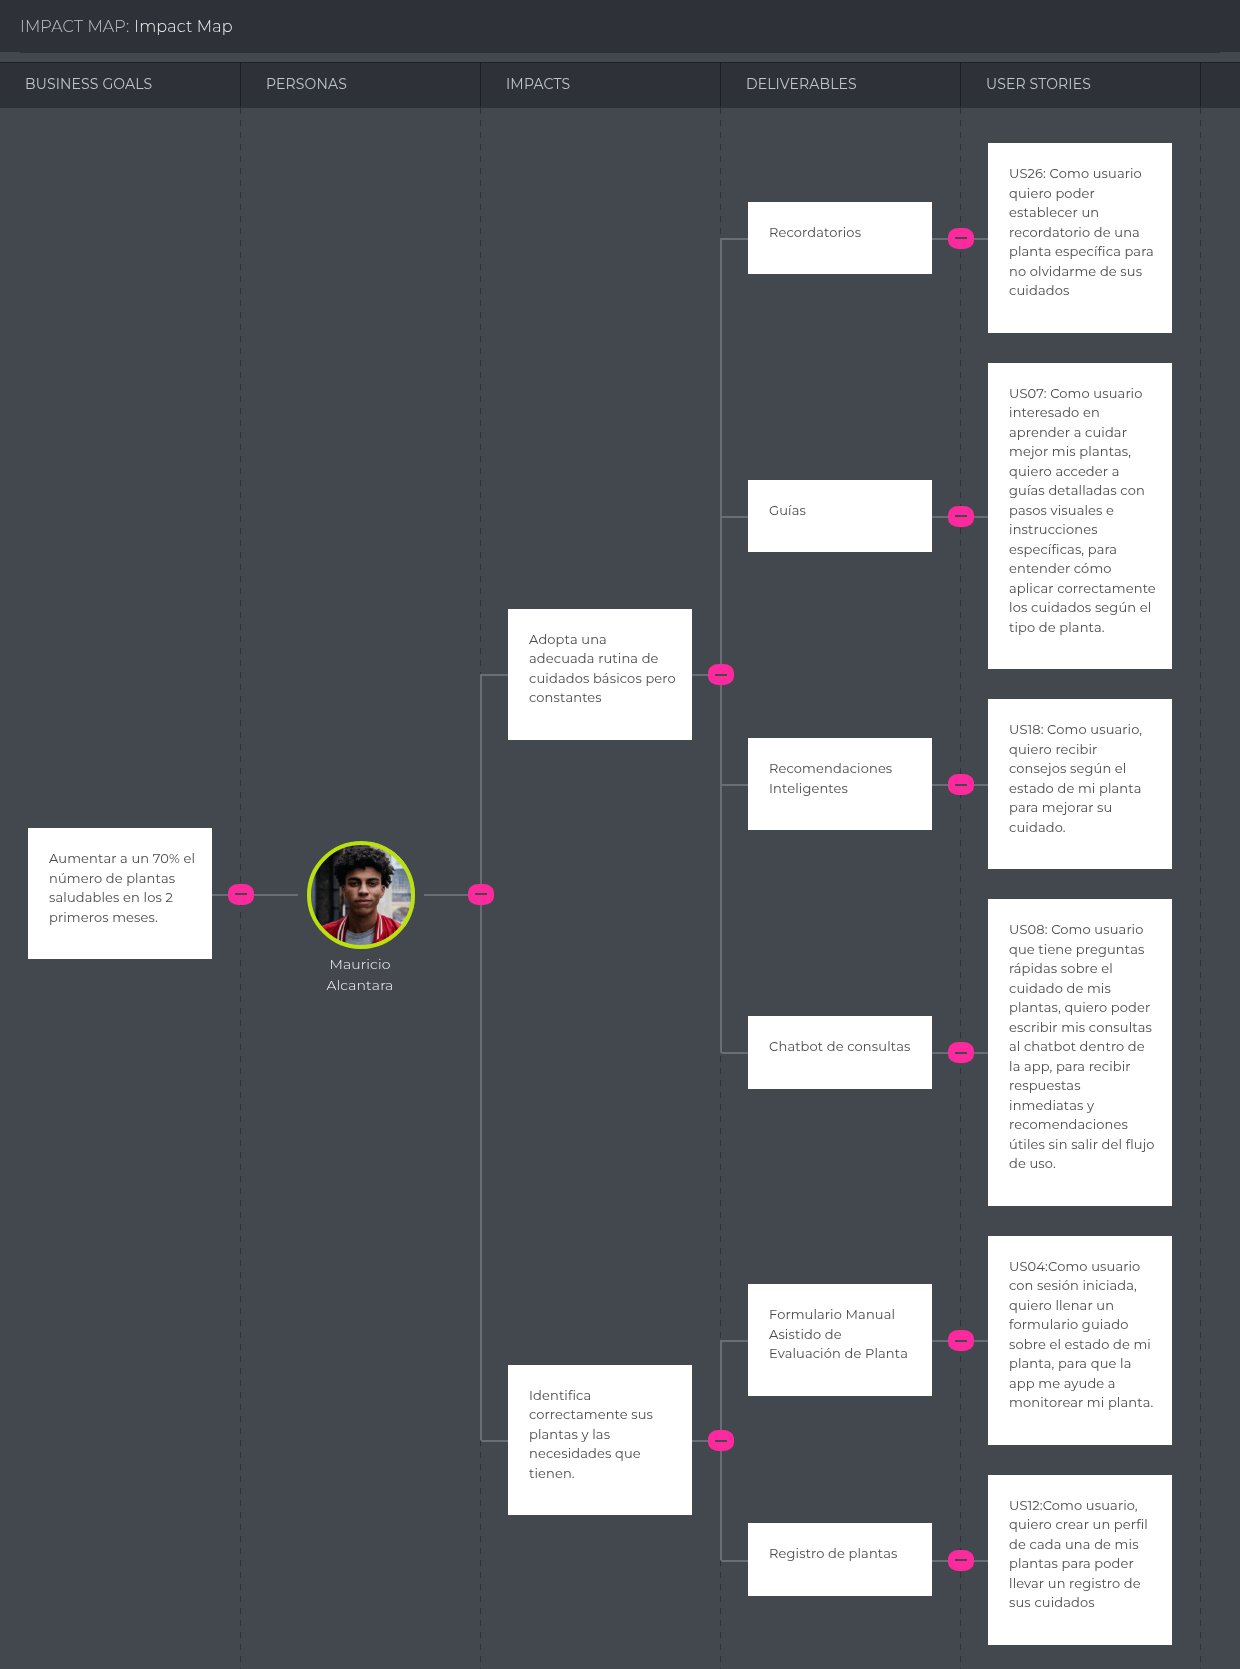 IMPACT MAP: Impact Map
BUSINESS GOALS
PERSONAS
IMPACTS
DELIVERABLES
USER STORIES
Aumentar a un 70% el
número de plantas
saludables en los 2
primeros meses.
Mauricio
Alcantara
Adopta una
adecuada rutina de
cuidados básicos pero
constantes
Recordatorios
US26: Como usuario
quiero poder
establecer un
recordatorio de una
planta específica para
no olvidarme de sus
cuidados
Guías
US07: Como usuario
interesado en
aprender a cuidar
mejor mis plantas,
quiero acceder a
guías detalladas con
pasos visuales e
instrucciones
específicas, para
entender cómo
aplicar correctamente
los cuidados según el
tipo de planta.
Recomendaciones
Inteligentes
US18: Como usuario,
quiero recibir
consejos según el
estado de mi planta
para mejorar su
cuidado.
Chatbot de consultas
US08: Como usuario
que tiene preguntas
rápidas sobre el
cuidado de mis
plantas, quiero poder
escribir mis consultas
al chatbot dentro de
la app, para recibir
respuestas
inmediatas y
recomendaciones
útiles sin salir del flujo
de uso.
Identifica
correctamente sus
plantas y las
necesidades que
tienen.
Formulario Manual
Asistido de
Evaluación de Planta
US04:Como usuario
con sesión iniciada,
quiero llenar un
formulario guiado
sobre el estado de mi
planta, para que la
app me ayude a
monitorear mi planta.
Registro de plantas
US12:Como usuario,
quiero crear un perfil
de cada una de mis
plantas para poder
llevar un registro de
sus cuidados